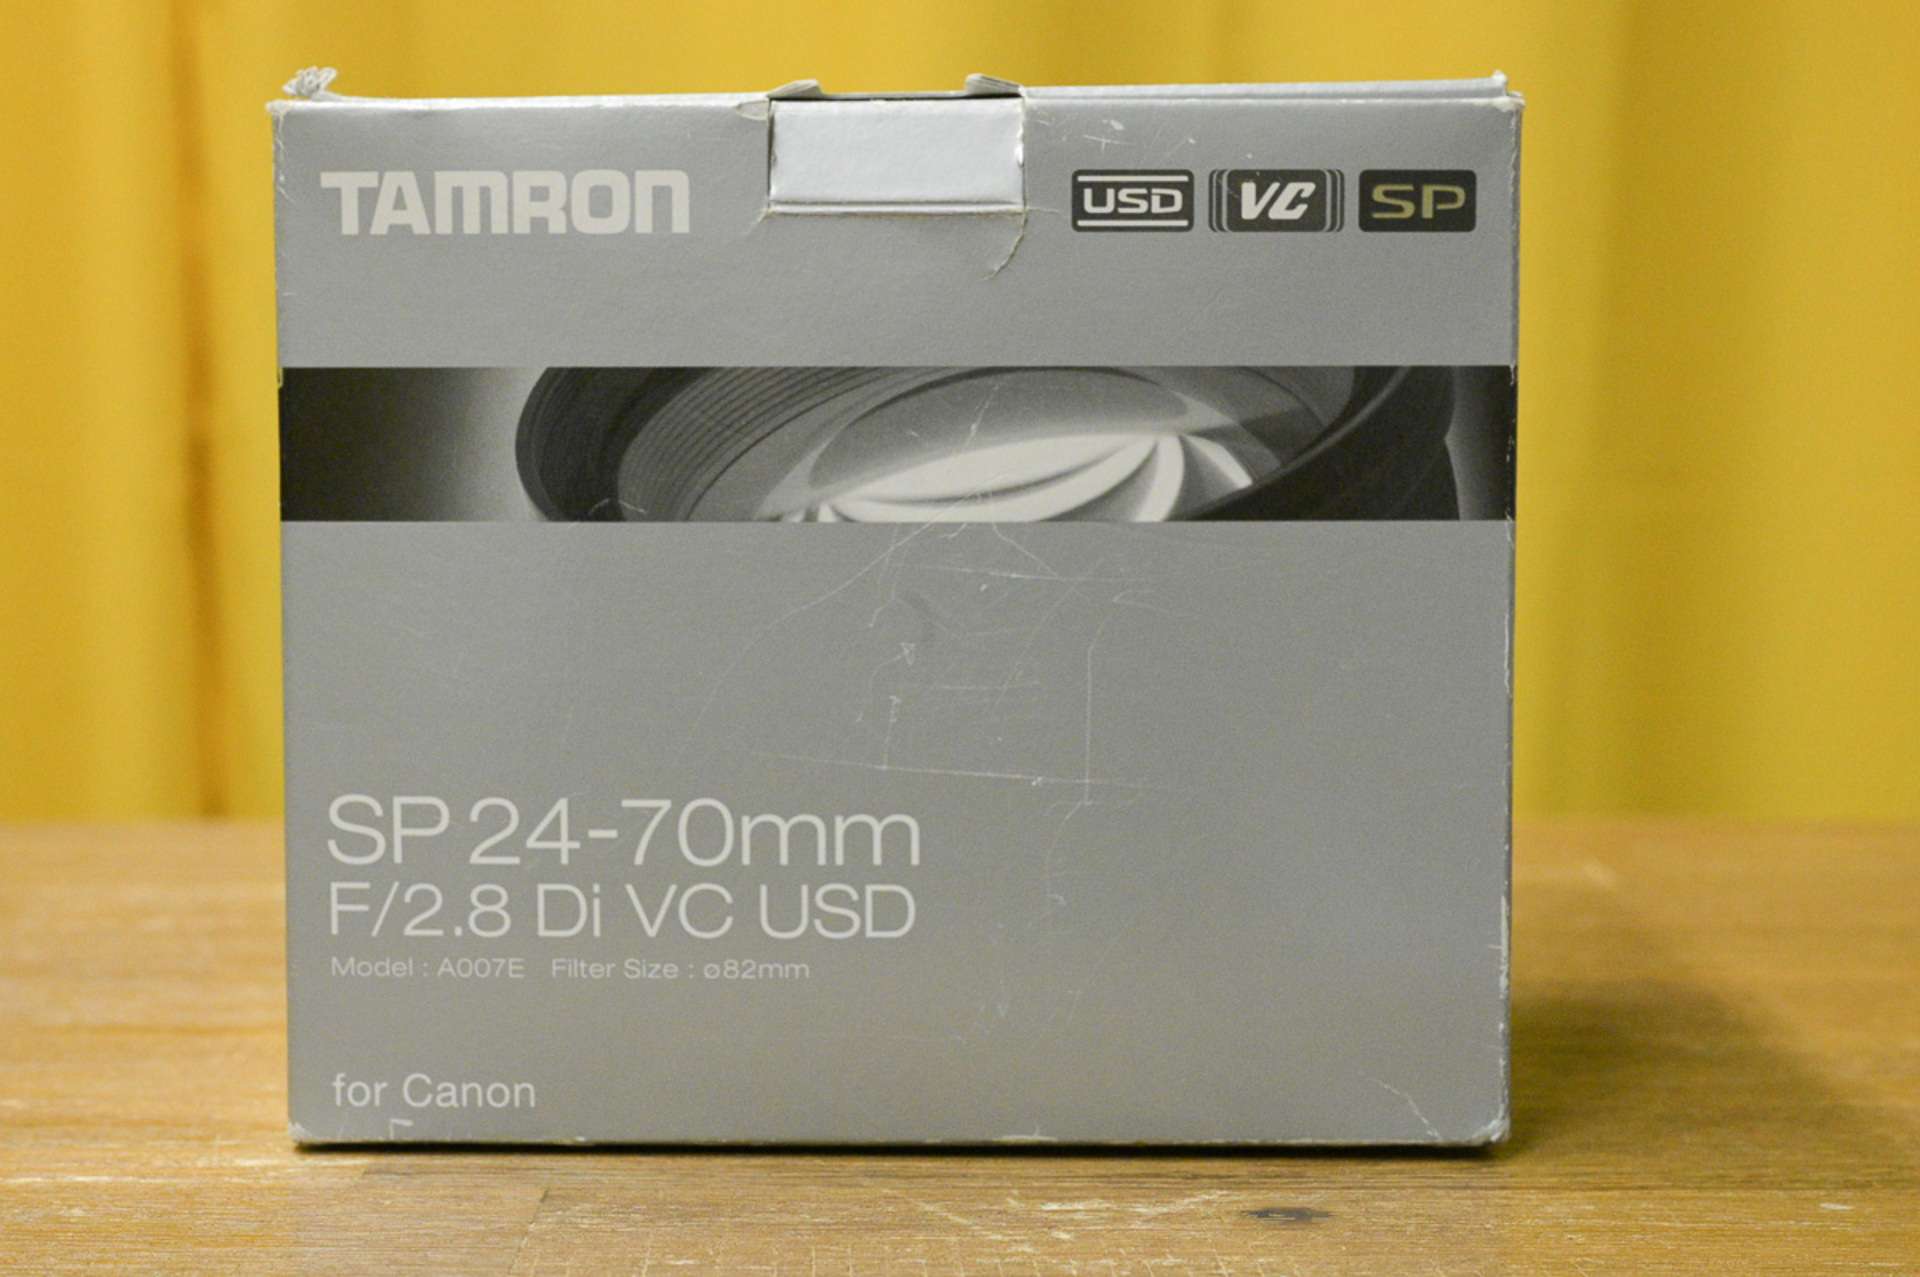 TAMRON
USD VC SP
SP 24-70mm
F/2.8 Di VC USD
Model : A007E Filter Size : ø82mm
for Canon